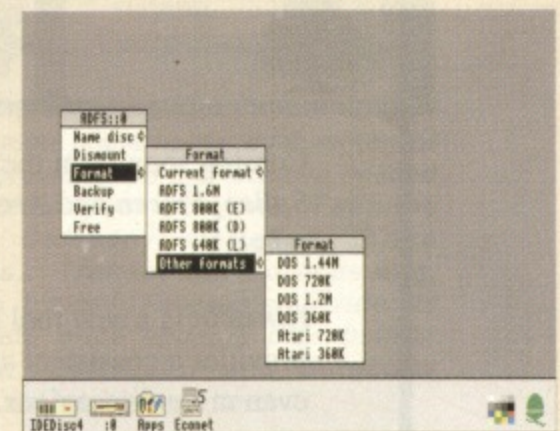 ADFS::0
Name disc
Dismount
Format
Backup
Verify
Free
Format
Current format
ADFS 1.6M
ADFS 800K (E)
ADFS 800K (D)
ADFS 640K (L)
Other formats
Format
DOS 1.44M
DOS 720K
DOS 1.2M
DOS 360K
Atari 720K
Atari 360K
IDEDisc4 :0 Apps Econet